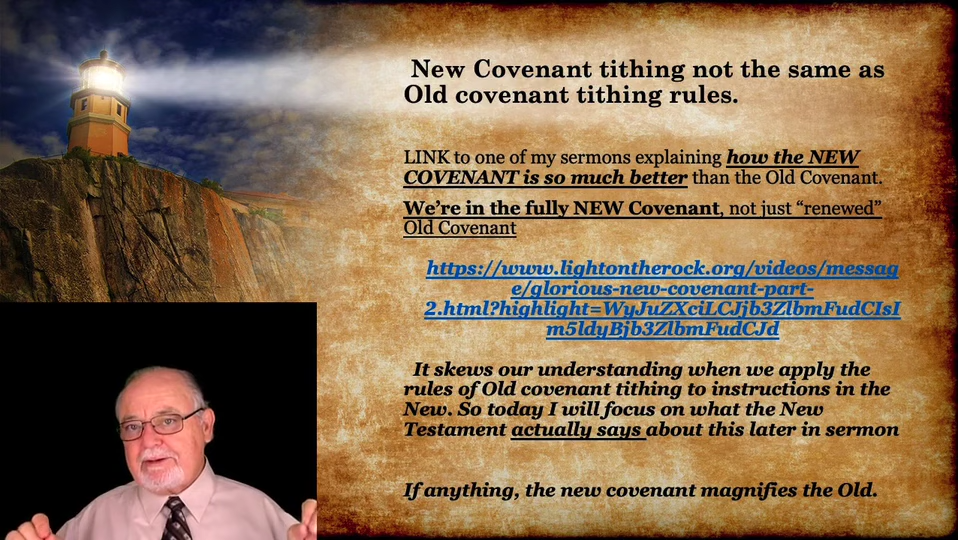 New Covenant tithing not the same as
Old covenant tithing rules.
LINK to one of my sermons explaining how the NEW
COVENANT is so much better than the Old Covenant.
We’re in the fully NEW Covenant, not just “renewed”
Old Covenant
https://www.lightontherock.org/videos/messag
e/glorious-new-covenant-part-
2.html?highlight=WyJuZXciLCJjb3ZlbmFudCIsI
m5ldyBjb3ZlbmFudCJd
It skews our understanding when we apply the
rules of Old covenant tithing to instructions in the
New. So today I will focus on what the New
Testament actually says about this later in sermon
If anything, the new covenant magnifies the Old.